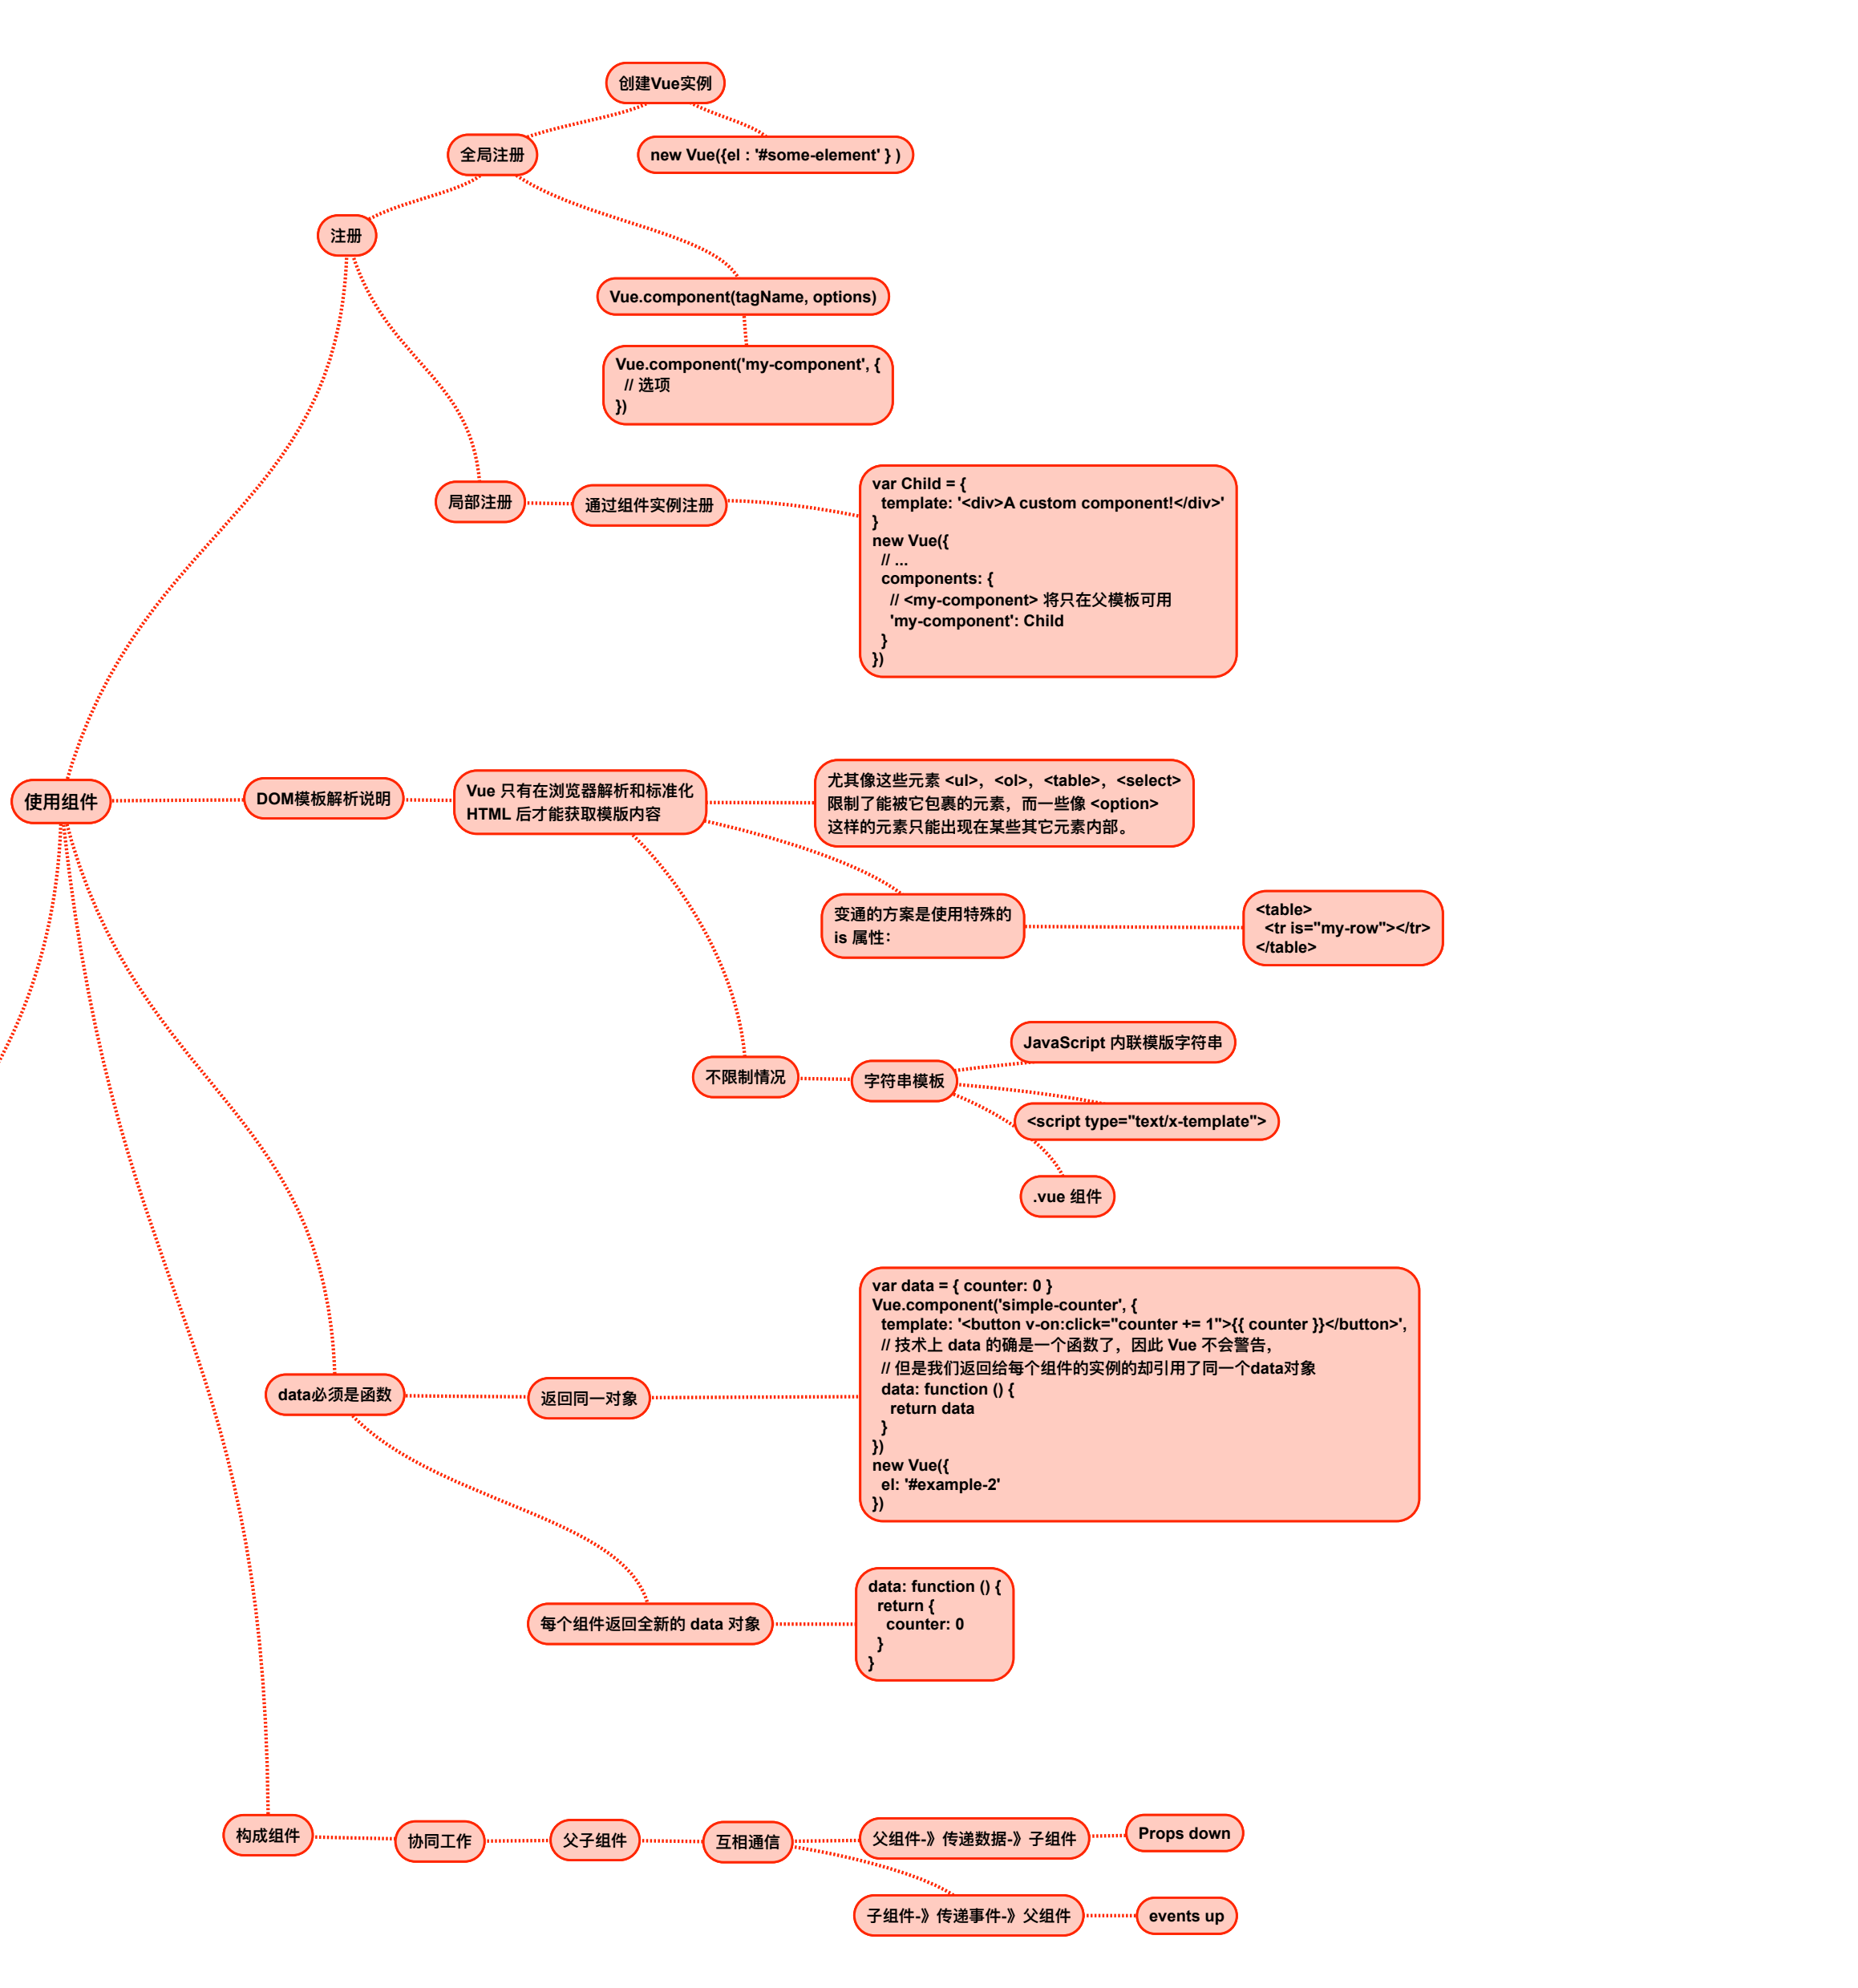 创建Vue实例
全局注册
new Vue({el : '#some-element' } )
注册
Vue.component(tagName, options)
Vue.component('my-component', {
  // 选项
})
局部注册
通过组件实例注册
var Child = {
  template: '<div>A custom component!</div>'
}
new Vue({
  // ...
  components: {
    // <my-component> 将只在父模板可用
    'my-component': Child
  }
})
使用组件
DOM模板解析说明
Vue 只有在浏览器解析和标准化
HTML 后才能获取模版内容
尤其像这些元素 <ul>，<ol>，<table>，<select>
限制了能被它包裹的元素，而一些像 <option>
这样的元素只能出现在某些其它元素内部。
变通的方案是使用特殊的
is 属性：
<table>
  <tr is="my-row"></tr>
</table>
不限制情况
字符串模板
JavaScript 内联模版字符串
<script type="text/x-template">
.vue 组件
data必须是函数
返回同一对象
var data = { counter: 0 }
Vue.component('simple-counter', {
  template: '<button v-on:click="counter += 1">{{ counter }}</button>',
  // 技术上 data 的确是一个函数了，因此 Vue 不会警告，
  // 但是我们返回给每个组件的实例的却引用了同一个data对象
  data: function () {
    return data
  }
})
new Vue({
  el: '#example-2'
})
每个组件返回全新的 data 对象
data: function () {
  return {
    counter: 0
  }
}
构成组件
协同工作
父子组件
互相通信
父组件-》传递数据-》子组件
Props down
子组件-》传递事件-》父组件
events up